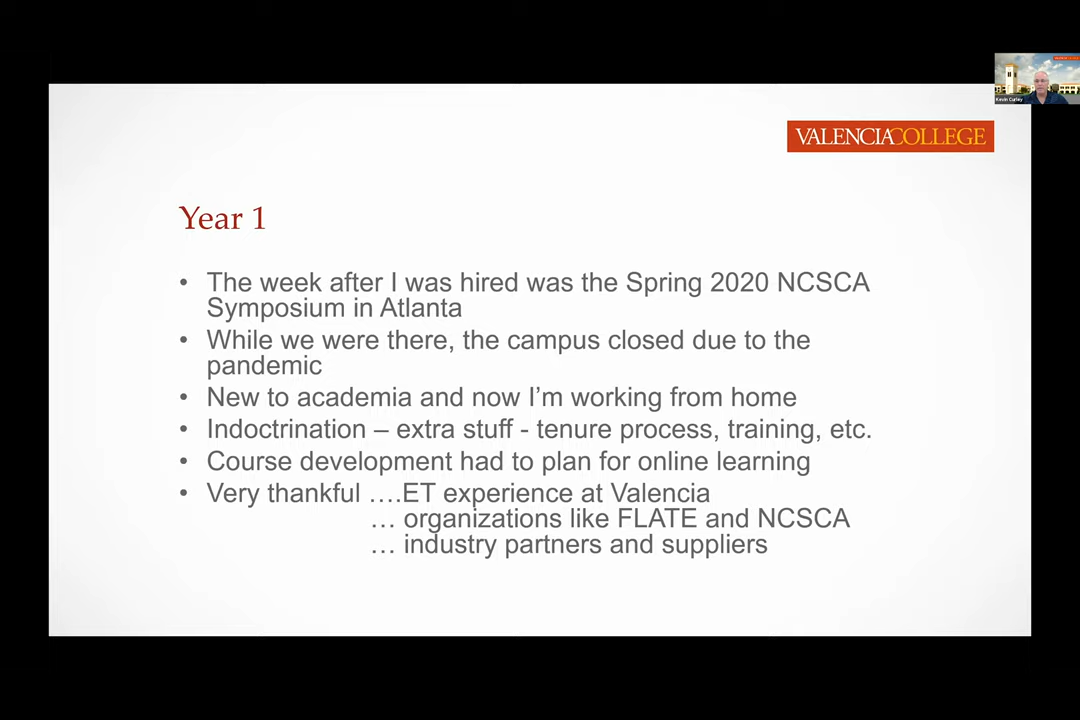 Kevin Curley
VALENCIACOLLEGE
Year 1
• The week after I was hired was the Spring 2020 NCSCA
Symposium in Atlanta
• While we were there, the campus closed due to the
pandemic
• New to academia and now I'm working from home
• Indoctrination – extra stuff - tenure process, training, etc.
• Course development had to plan for online learning
• Very thankful ….ET experience at Valencia
… organizations like FLATE and NCSCA
… industry partners and suppliers